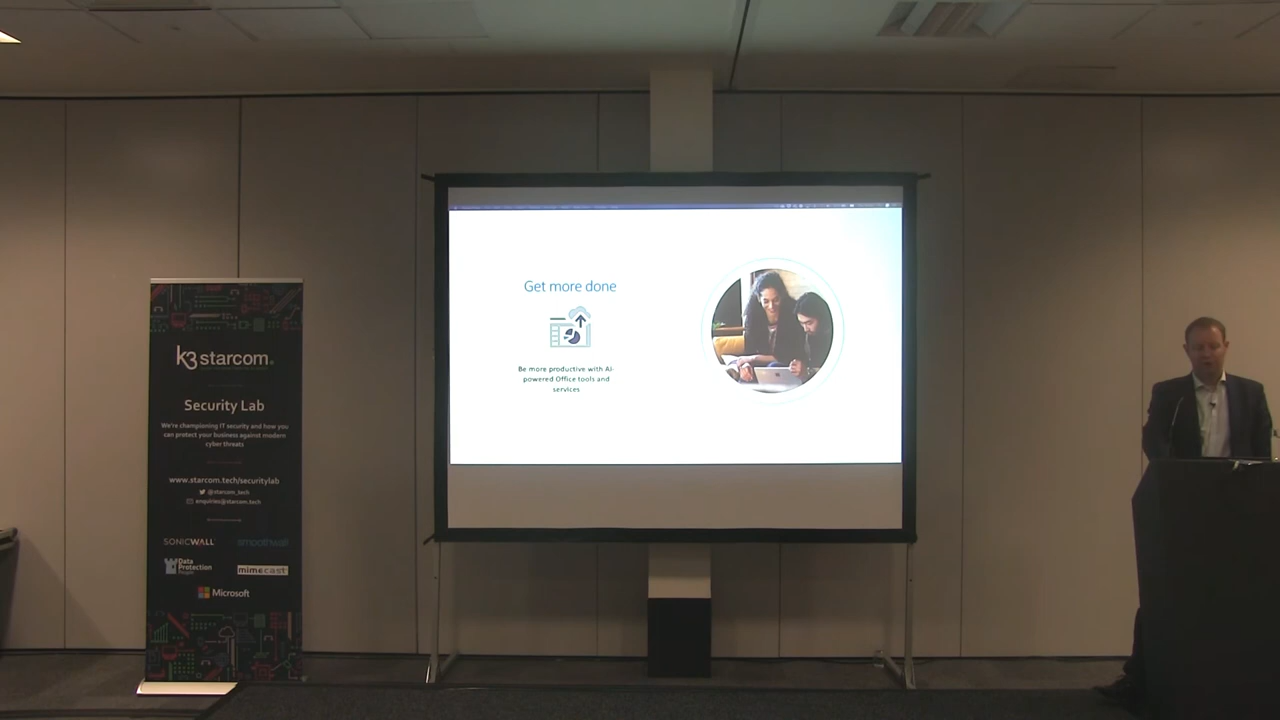 k3 starcom
Security Lab
We're championing IT security and how you
can protect your business against modern
cyber threats
www.starcom.tech/securitylab
@starcom_tech
enquiries@starcom.tech
SONICWALL
smoothwall
Data
Protection
People
mimecast
Microsoft
Get more done
Be more productive with AI-
powered Office tools and
services